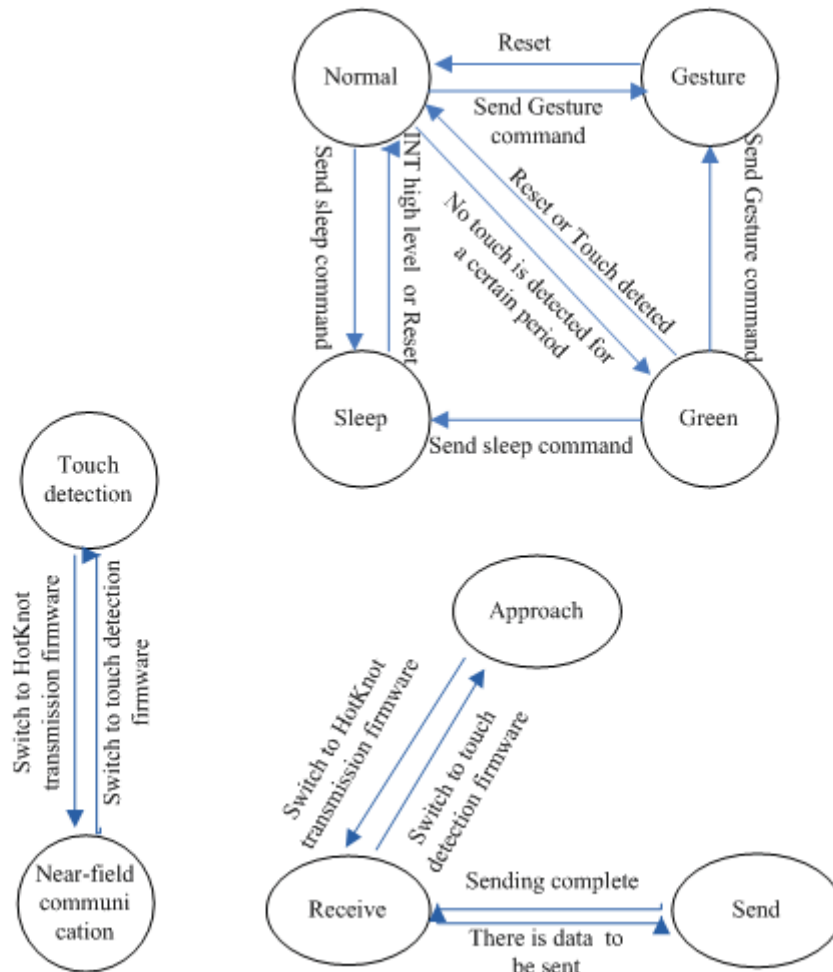 Reset
Normal
Gesture
Send Gesture
command
Send sleep command
INT high level or Reset
Reset or Touch deteted
No touch is detected for
a certain period
Send Gesture command
Sleep
Green
Send sleep command
Touch
detection
Switch to HotKnot
transmission firmware
Switch to touch detection
firmware
Near-field
communi
cation
Approach
Switch to HotKnot
transmission firmware
Switch to touch
detection firmware
Receive
Sending complete
Send
There is data to
be sent